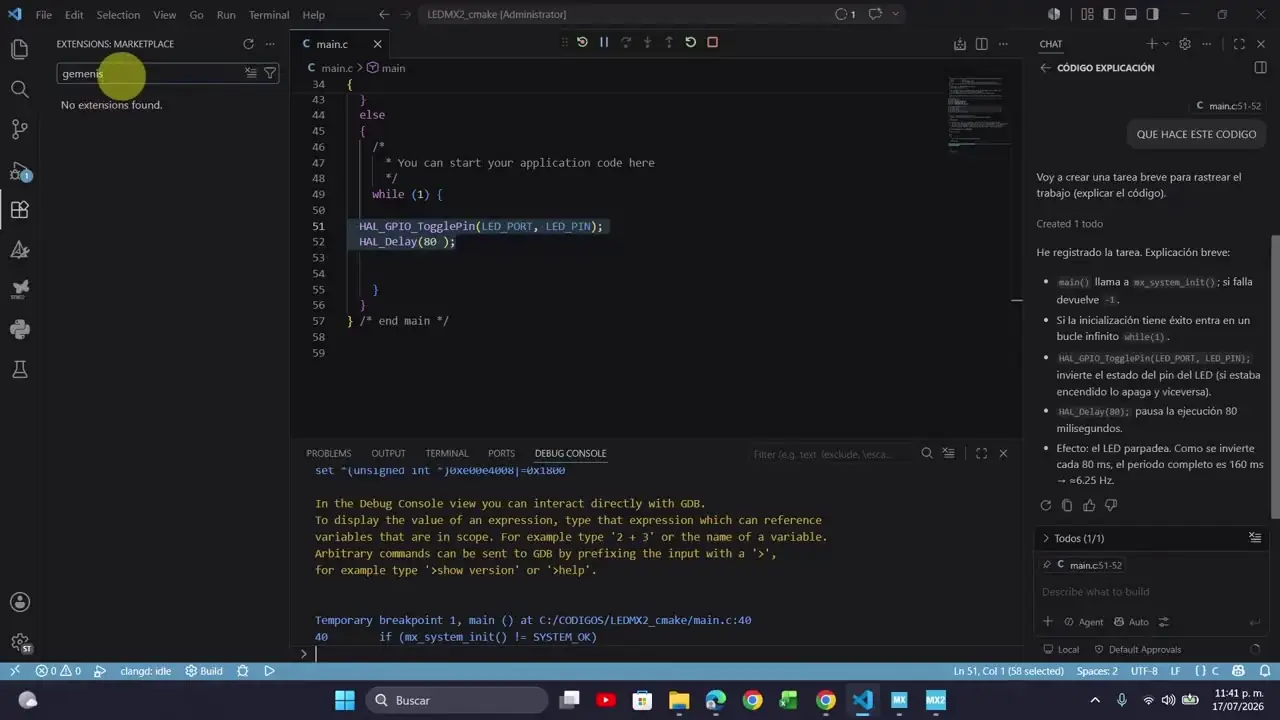 File Edit Selection View Go Run Terminal Help
LEDMX2_cmake [Administrator]
1
EXTENSIONS: MARKETPLACE
gemenis
No extensions found.
1
ST
main.c
main.c > main
34 {
43
44 else
45
46 /*
47 * You can start your application code here
48 */
49 while (1) {
50
51 HAL_GPIO_TogglePin(LED_PORT, LED_PIN);
52 HAL_Delay(80 );
53
54
55 }
56 }
57 } /* end main */
58
59
PROBLEMS OUTPUT TERMINAL PORTS DEBUG CONSOLE
Filter (e.g. text, !exclude, \esca...
set *(unsigned int *)0xe00e4008|=0x1800
In the Debug Console view you can interact directly with GDB.
To display the value of an expression, type that expression which can reference
variables that are in scope. For example type '2 + 3' or the name of a variable.
Arbitrary commands can be sent to GDB by prefixing the input with a '>',
for example type '>show version' or '>help'.
Temporary breakpoint 1, main () at C:/CODIGOS/LEDMX2_cmake/main.c:40
40 if (mx_system_init() != SYSTEM_OK)
>
CHAT
CÓDIGO EXPLICACIÓN
main.c:51-52
QUE HACE ESTE CODIGO
Voy a crear una tarea breve para rastrear el
trabajo (explicar el código).
Created 1 todo
He registrado la tarea. Explicación breve:
• main() llama a mx_system_init(); si falla
devuelve -1.
• Si la inicialización tiene éxito entra en un
bucle infinito while(1).
• HAL_GPIO_TogglePin(LED_PORT, LED_PIN);
invierte el estado del pin del LED (si estaba
encendido lo apaga y viceversa).
• HAL_Delay(80); pausa la ejecución 80
milisegundos.
• Efecto: el LED parpadea. Como se invierte
cada 80 ms, el periodo completo es 160 ms
→ ≈6.25 Hz.
Todos (1/1)
main.c:51-52
Describe what to build
Agent Auto
Local Default Approvals
0 0 clangd: idle Build
Ln 51, Col 1 (58 selected) Spaces: 2 UTF-8 LF {} C
Buscar
MX MX2
11:41 p. m.
17/07/2026